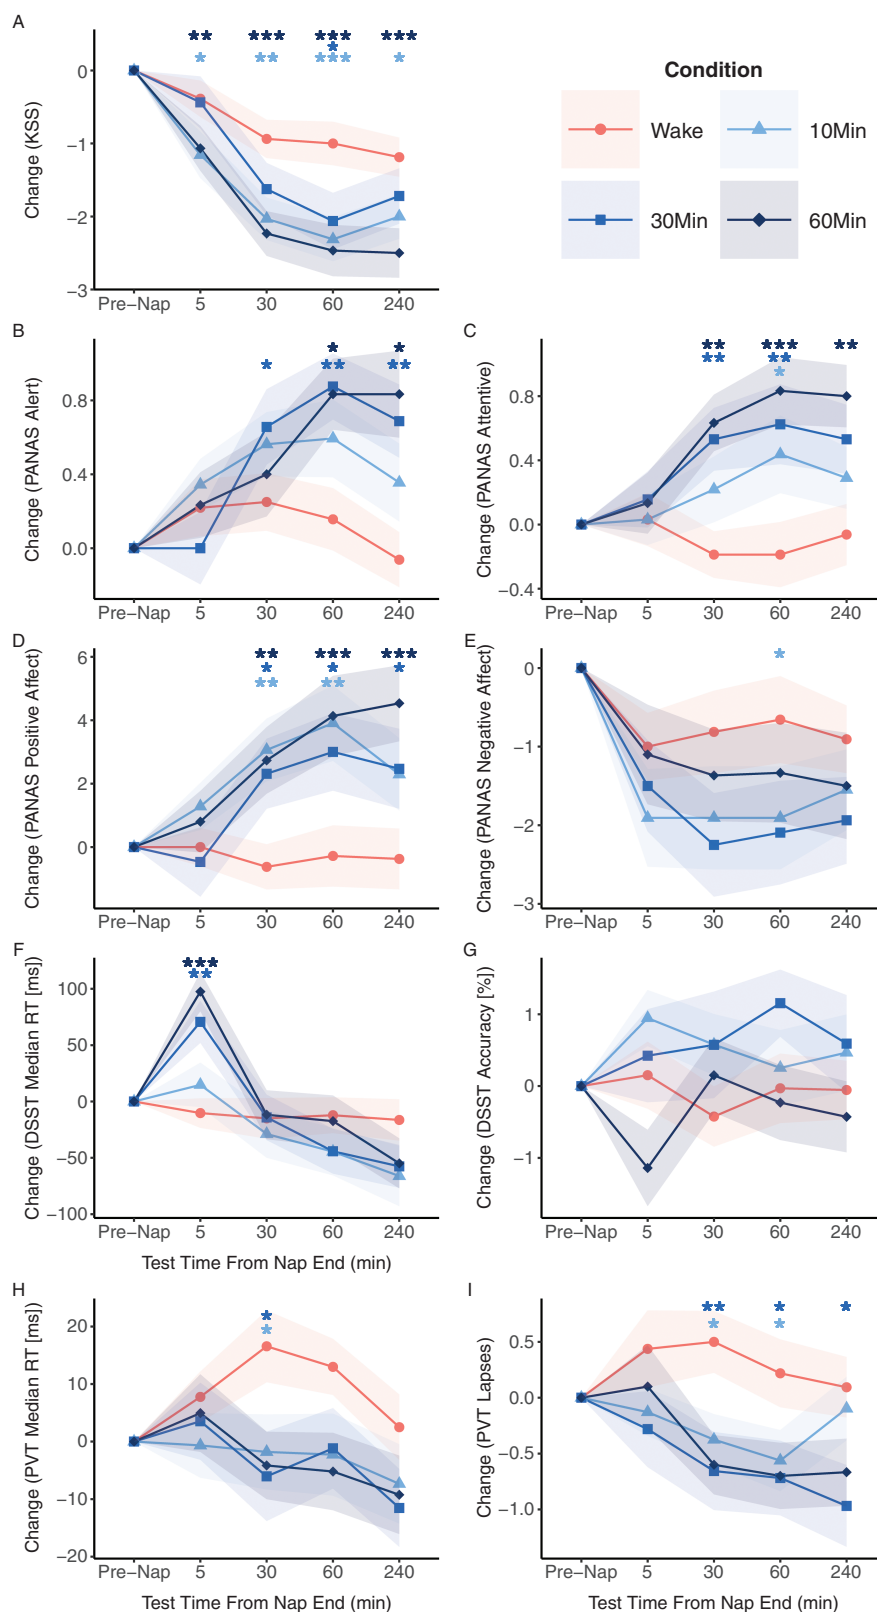 A
** *** *** ***
*
* ** *** *
0
−1
−2
−3
Change (KSS)
Pre−Nap 5 30 60 240
Condition
Wake 10Min
30Min 60Min
B
* *
* ** **
0.8
0.4
0.0
Change (PANAS Alert)
Pre−Nap 5 30 60 240
C
** *** **
** **
*
0.8
0.4
0.0
−0.4
Change (PANAS Attentive)
Pre−Nap 5 30 60 240
D
** *** ***
* * *
** **
6
4
2
0
Change (PANAS Positive Affect)
Pre−Nap 5 30 60 240
E
*
0
−1
−2
−3
Change (PANAS Negative Affect)
Pre−Nap 5 30 60 240
F
***
**
100
50
0
−50
−100
Change (DSST Median RT [ms])
Pre−Nap 5 30 60 240
Test Time From Nap End (min)
G
1
0
−1
Change (DSST Accuracy [%])
Pre−Nap 5 30 60 240
H
*
*
20
10
0
−10
−20
Change (PVT Median RT [ms])
Pre−Nap 5 30 60 240
Test Time From Nap End (min)
I
** * *
* *
0.5
0.0
−0.5
−1.0
Change (PVT Lapses)
Pre−Nap 5 30 60 240
Test Time From Nap End (min)